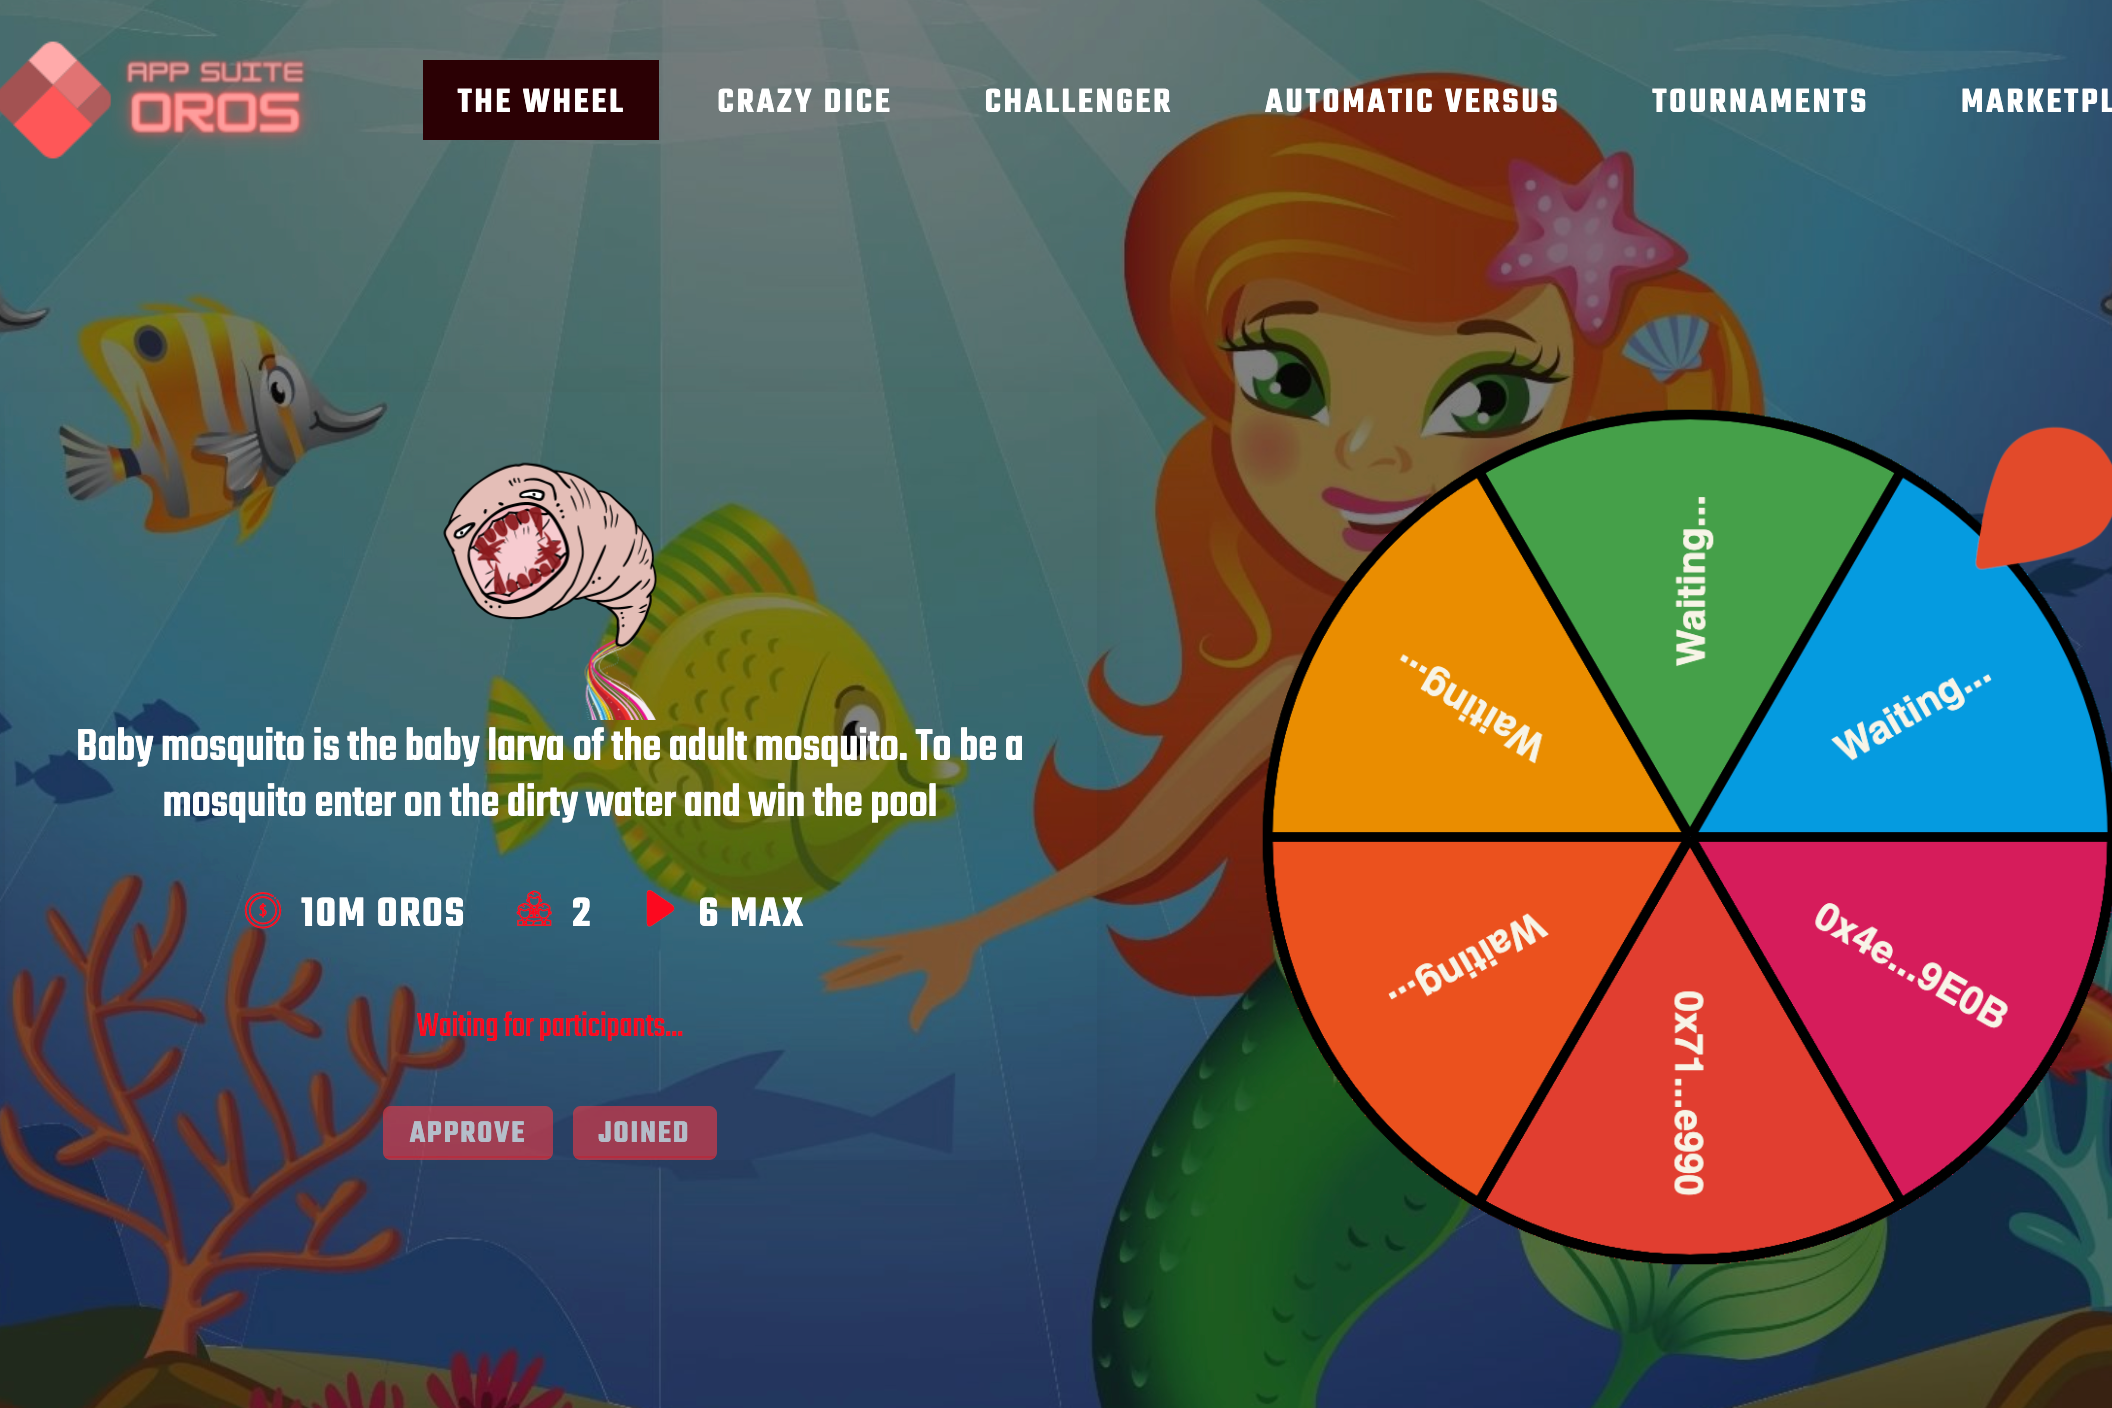 APP SUITE
OROS
THE WHEEL
CRAZY DICE
CHALLENGER
AUTOMATIC VERSUS
TOURNAMENTS
MARKETPL
Baby mosquito is the baby larva of the adult mosquito. To be a
mosquito enter on the dirty water and win the pool
10M OROS
2
6 MAX
Waiting for participants...
APPROVE
JOINED
Waiting...
Waiting...
0x4e...9E0B
0x71...e990
Waiting...
Waiting...